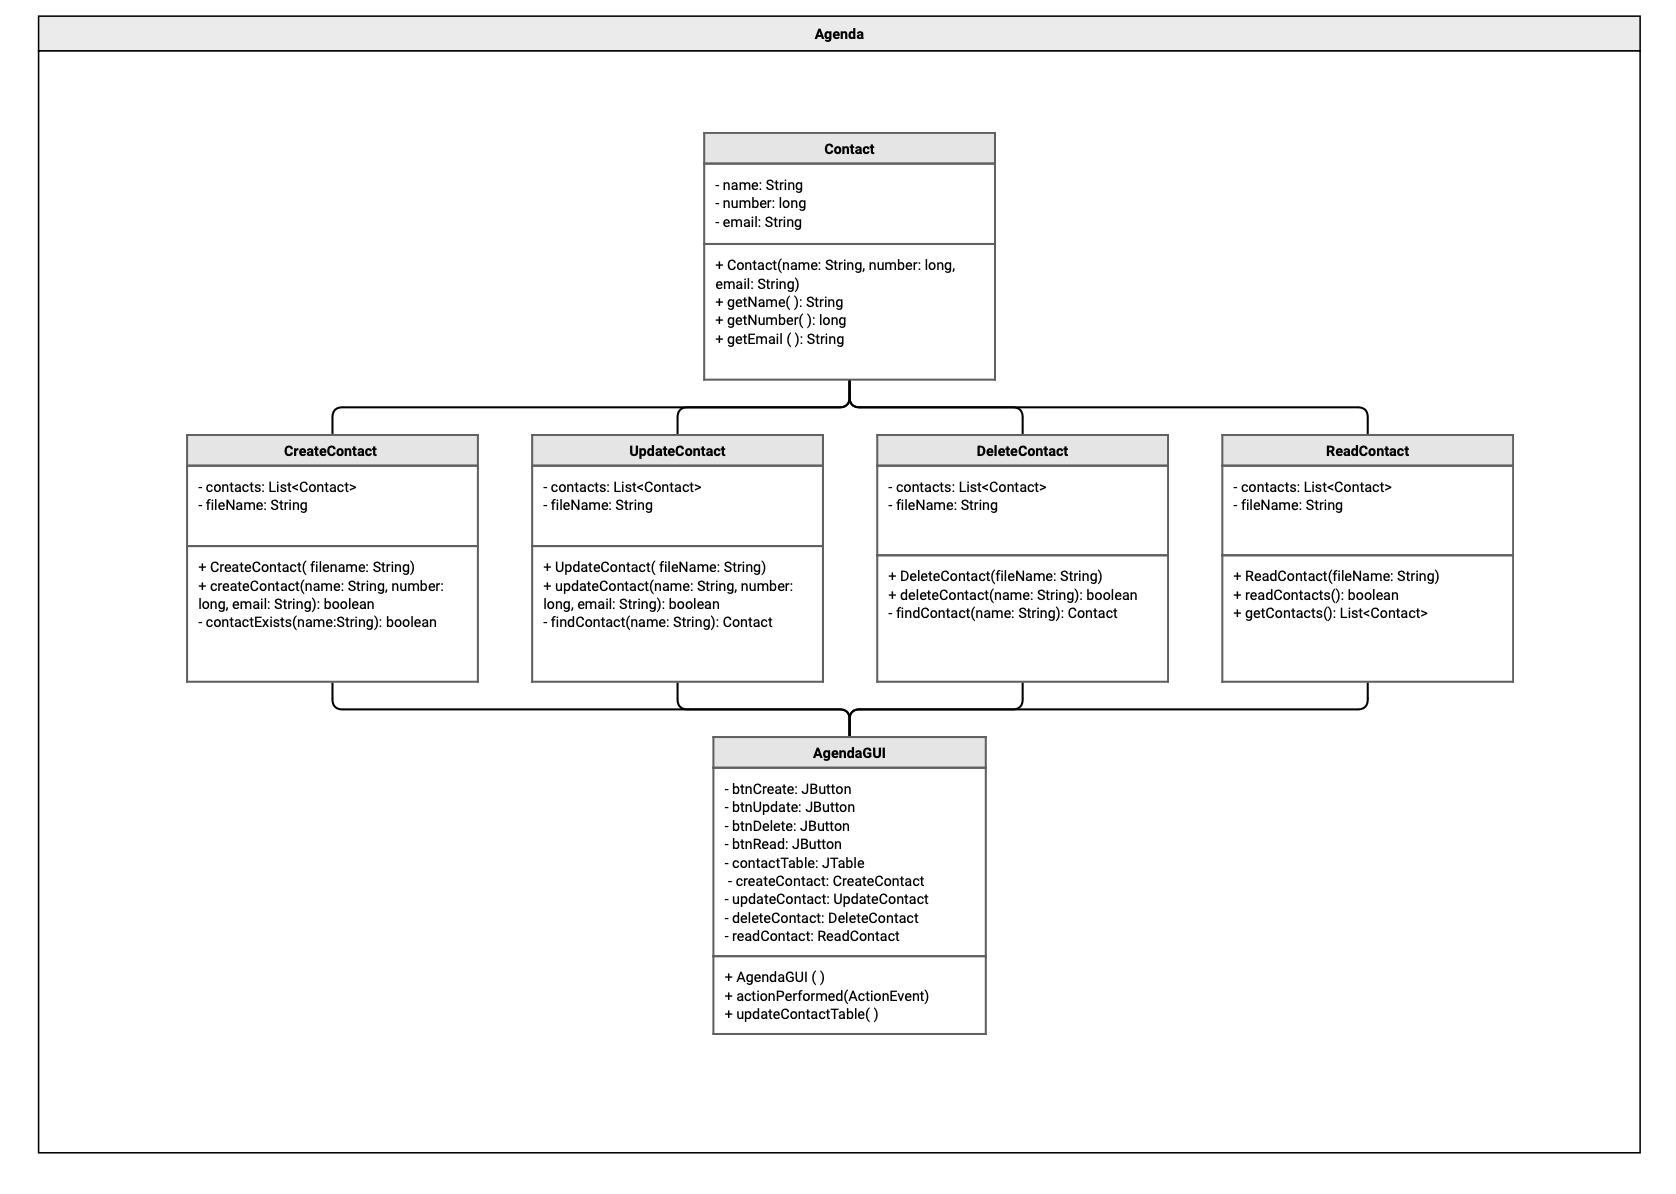 Agenda
Contact
- name: String
- number: long
- email: String
+ Contact(name: String, number: long,
email: String)
+ getName( ): String
+ getNumber( ): long
+ getEmail ( ): String
CreateContact
- contacts: List<Contact>
- fileName: String
+ CreateContact( filename: String)
+ createContact(name: String, number:
long, email: String): boolean
- contactExists(name:String): boolean
UpdateContact
- contacts: List<Contact>
- fileName: String
+ UpdateContact( fileName: String)
+ updateContact(name: String, number:
long, email: String): boolean
- findContact(name: String): Contact
DeleteContact
- contacts: List<Contact>
- fileName: String
+ DeleteContact(fileName: String)
+ deleteContact(name: String): boolean
- findContact(name: String): Contact
ReadContact
- contacts: List<Contact>
- fileName: String
+ ReadContact(fileName: String)
+ readContacts(): boolean
+ getContacts(): List<Contact>
AgendaGUI
- btnCreate: JButton
- btnUpdate: JButton
- btnDelete: JButton
- btnRead: JButton
- contactTable: JTable
- createContact: CreateContact
- updateContact: UpdateContact
- deleteContact: DeleteContact
- readContact: ReadContact
+ AgendaGUI ( )
+ actionPerformed(ActionEvent)
+ updateContactTable( )